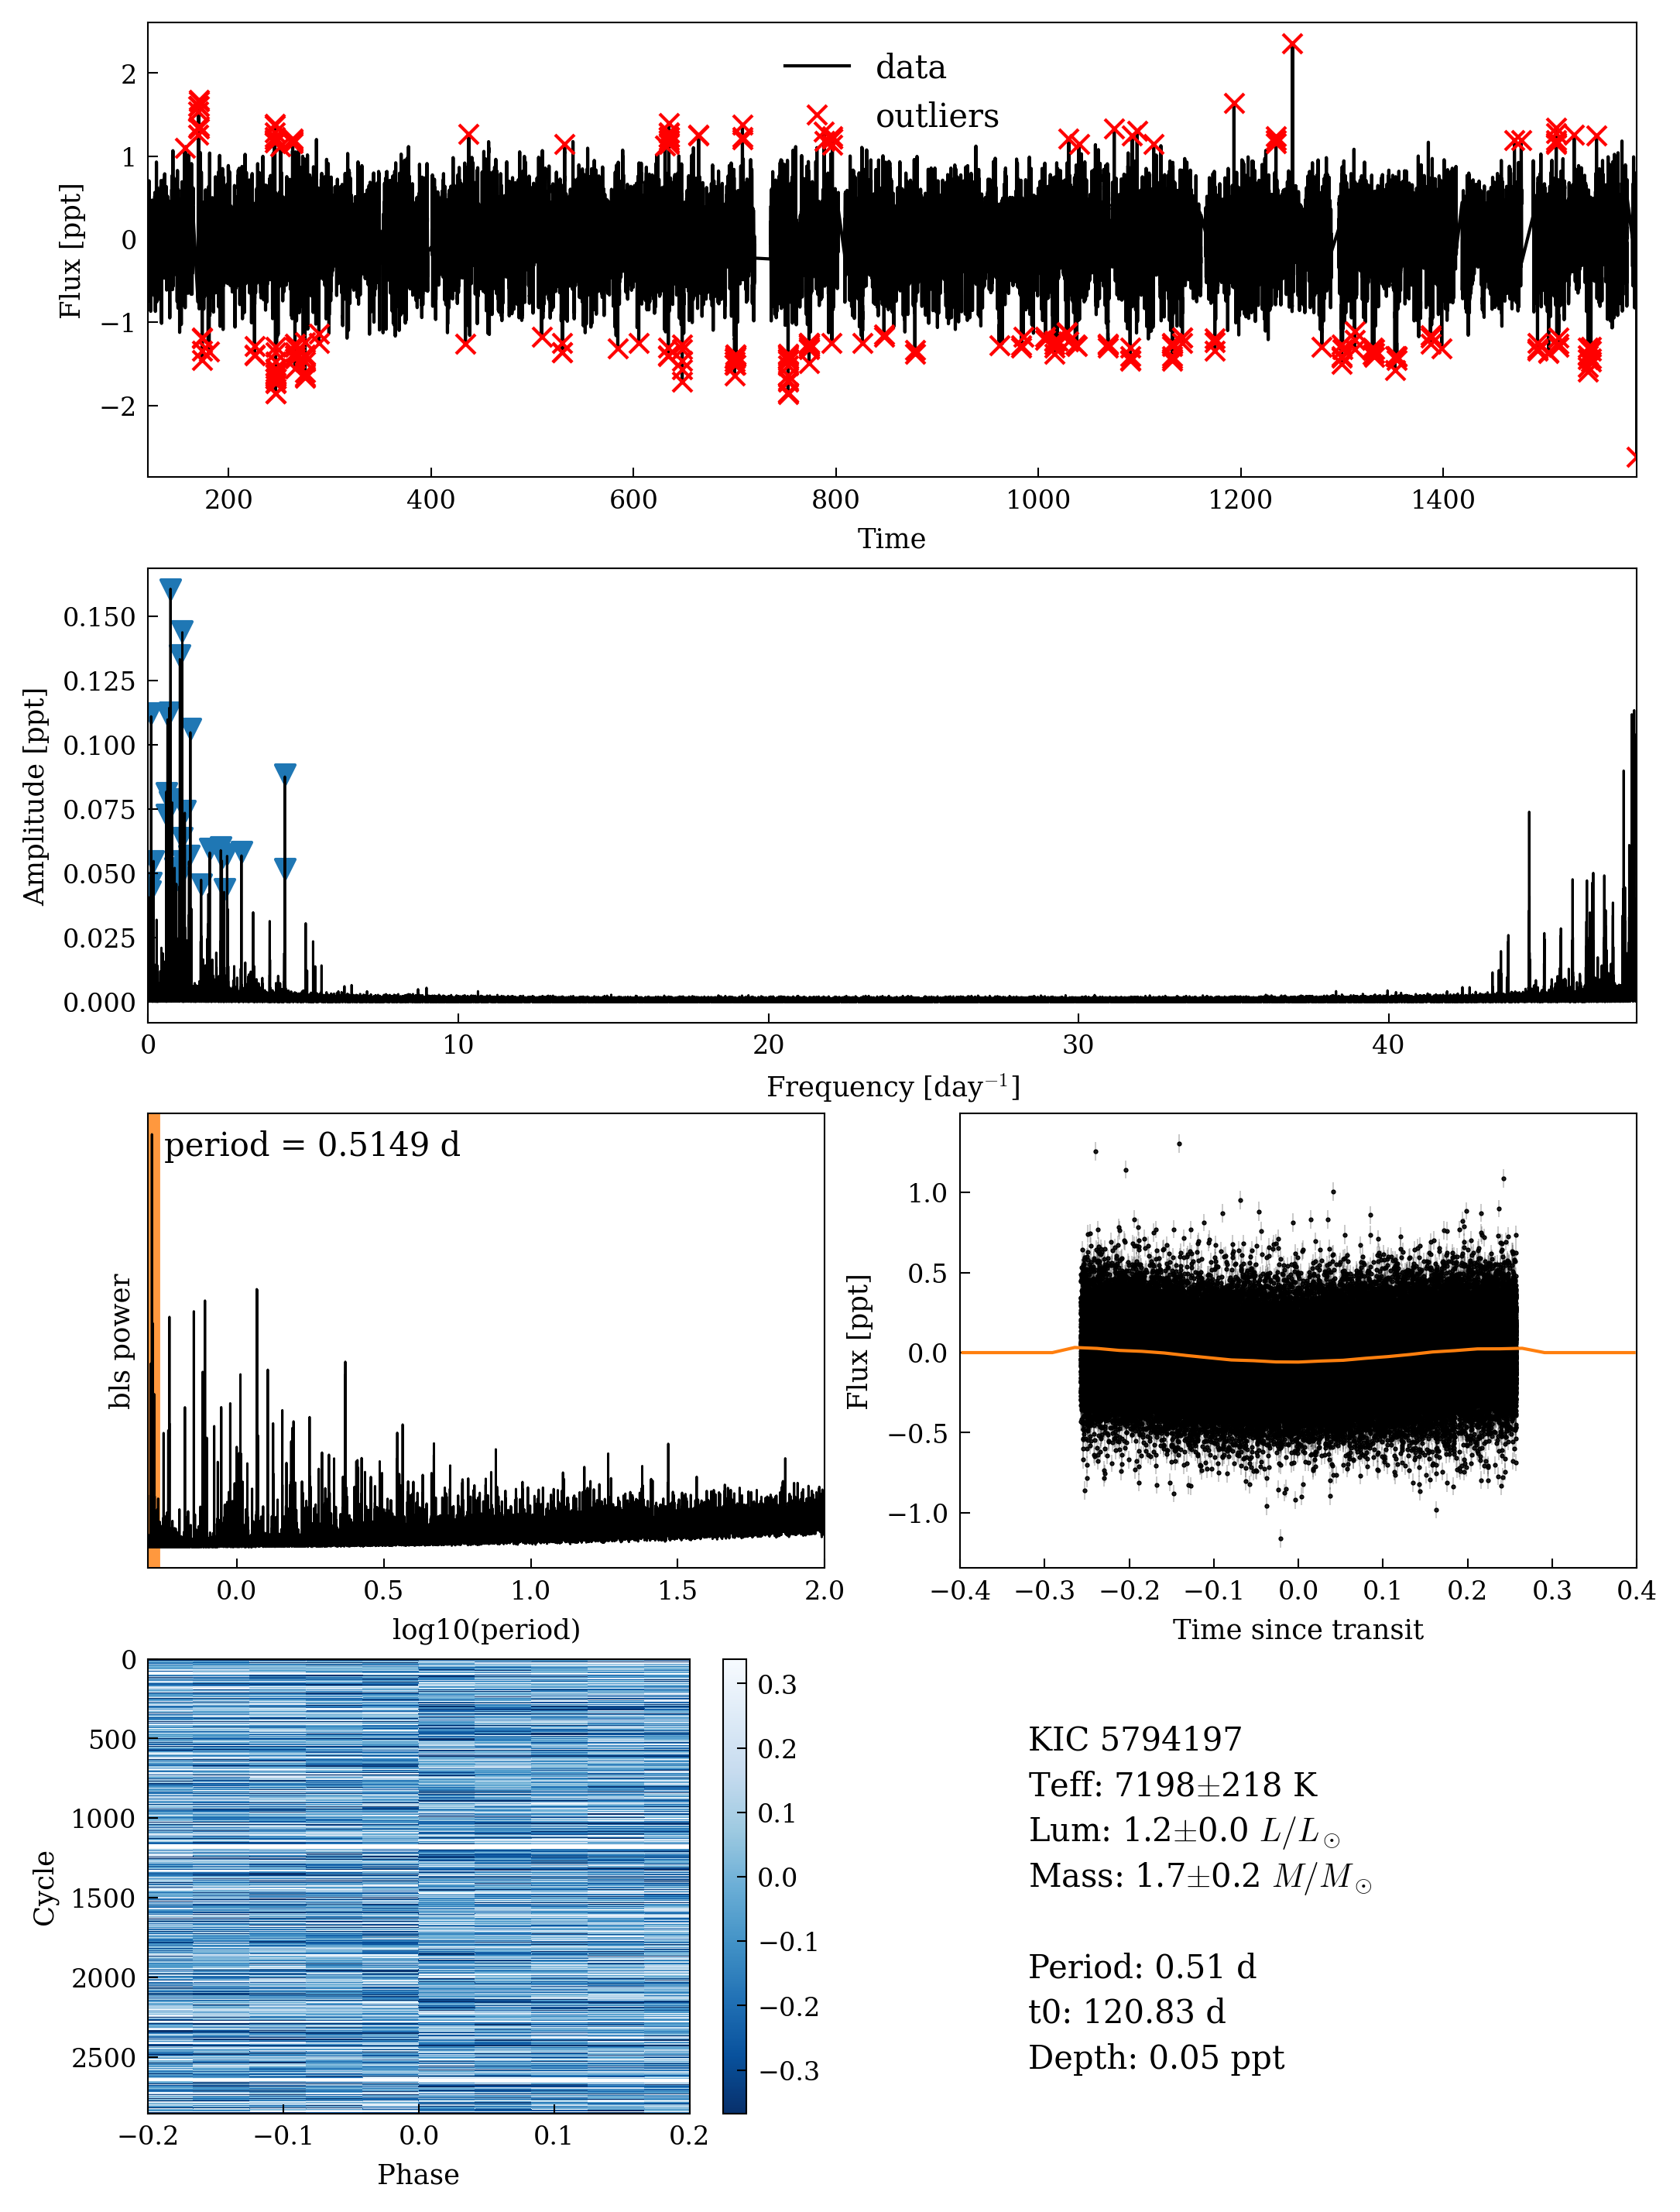 data
outliers
2
1
0
−1
−2
Flux [ppt]
200 400 600 800 1000 1200 1400
Time
0.150
0.125
0.100
0.075
0.050
0.025
0.000
Amplitude [ppt]
0 10 20 30 40
Frequency [day⁻¹]
period = 0.5149 d
bls power
0.0 0.5 1.0 1.5 2.0
log10(period)
1.0
0.5
0.0
−0.5
−1.0
Flux [ppt]
−0.4 −0.3 −0.2 −0.1 0.0 0.1 0.2 0.3 0.4
Time since transit
0
500
1000
1500
2000
2500
Cycle
−0.2 −0.1 0.0 0.1 0.2
Phase
0.3
0.2
0.1
0.0
−0.1
−0.2
−0.3
KIC 5794197
Teff: 7198±218 K
Lum: 1.2±0.0 L/L⊙
Mass: 1.7±0.2 M/M⊙
Period: 0.51 d
t0: 120.83 d
Depth: 0.05 ppt